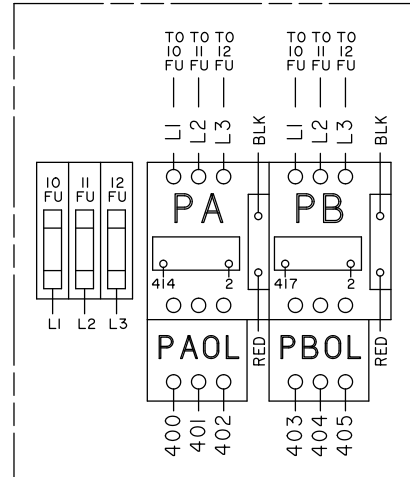 TO 10 FU
TO 11 FU
TO 12 FU
TO 10 FU
TO 11 FU
TO 12 FU
L1
L2
L3
BLK
L1
L2
L3
BLK
10 FU
11 FU
12 FU
PA
PB
414
2
417
2
L1
L2
L3
PAOL
RED
PBOL
RED
400
401
402
403
404
405